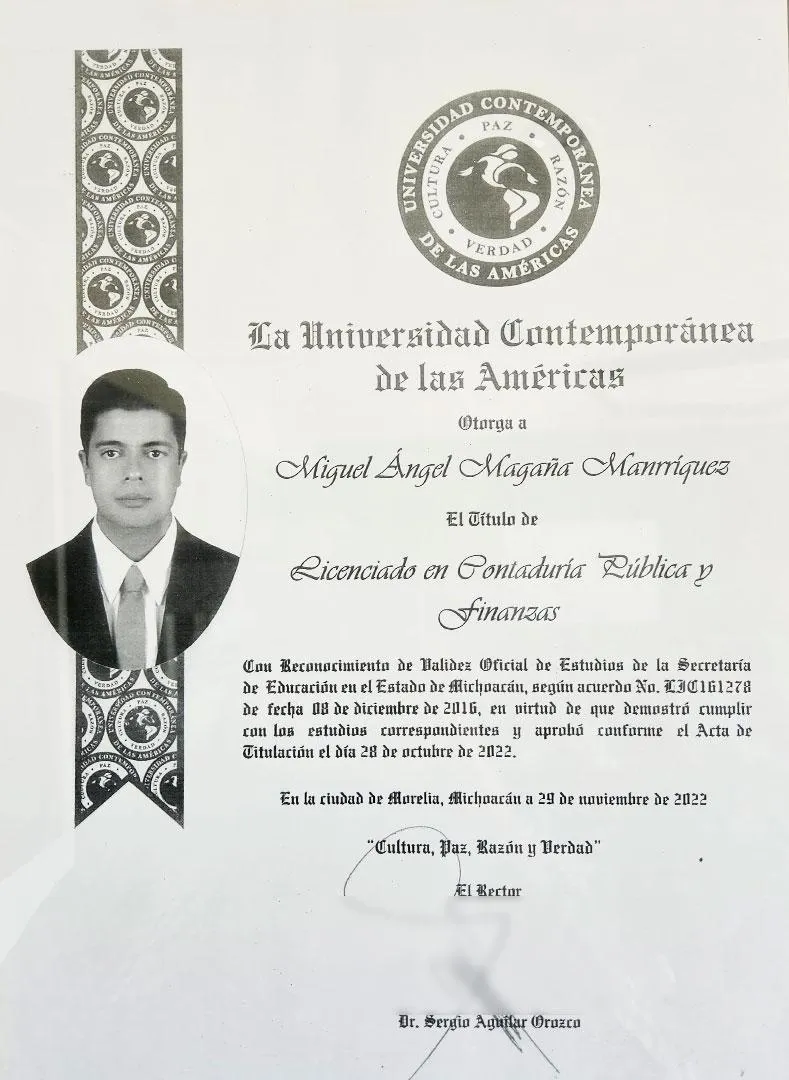 UNIVERSIDAD CONTEMPORÁNEA
DE LAS AMÉRICAS
CULTURA · PAZ · RAZÓN · VERDAD
La Universidad Contemporánea
de las Américas
Otorga a
Miguel Ángel Magaña Manrríquez
El Título de
Licenciado en Contaduría Pública y
Finanzas
Con Reconocimiento de Validez Oficial de Estudios de la Secretaría
de Educación en el Estado de Michoacán, según acuerdo No. LIC161278
de fecha 08 de diciembre de 2016, en virtud de que demostró cumplir
con los estudios correspondientes y aprobó conforme el Acta de
Titulación el día 28 de octubre de 2022.
En la ciudad de Morelia, Michoacán a 29 de noviembre de 2022
"Cultura, Paz, Razón y Verdad"
El Rector
Dr. Sergio Aguilar Orozco